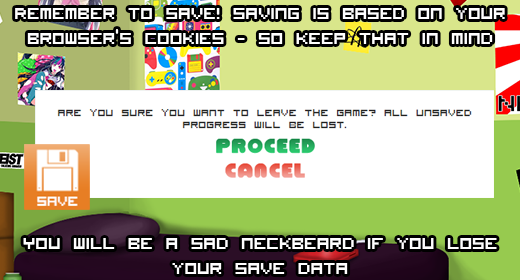 REMEMBER TO SAVE! SAVING IS BASED ON YOUR
BROWSER'S COOKIES - SO KEEP THAT IN MIND
ARE YOU SURE YOU WANT TO LEAVE THE GAME? ALL UNSAVED
PROGRESS WILL BE LOST.
PROCEED
CANCEL
SAVE
YOU WILL BE A SAD NECKBEARD IF YOU LOSE
YOUR SAVE DATA